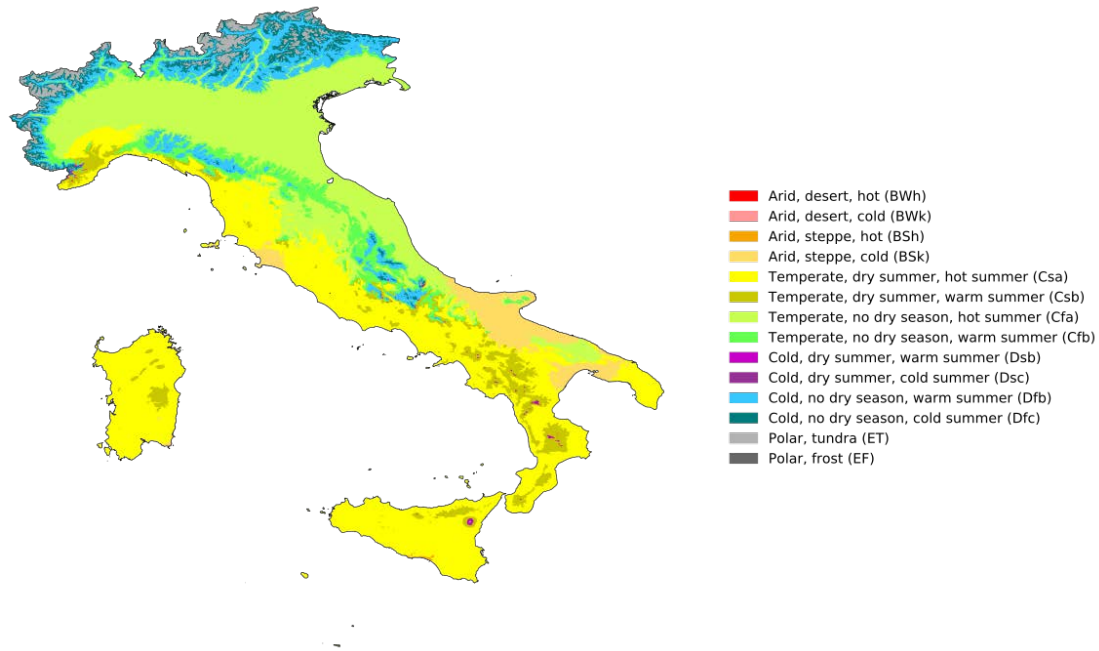 Arid, desert, hot (BWh)
Arid, desert, cold (BWk)
Arid, steppe, hot (BSh)
Arid, steppe, cold (BSk)
Temperate, dry summer, hot summer (Csa)
Temperate, dry summer, warm summer (Csb)
Temperate, no dry season, hot summer (Cfa)
Temperate, no dry season, warm summer (Cfb)
Cold, dry summer, warm summer (Dsb)
Cold, dry summer, cold summer (Dsc)
Cold, no dry season, warm summer (Dfb)
Cold, no dry season, cold summer (Dfc)
Polar, tundra (ET)
Polar, frost (EF)